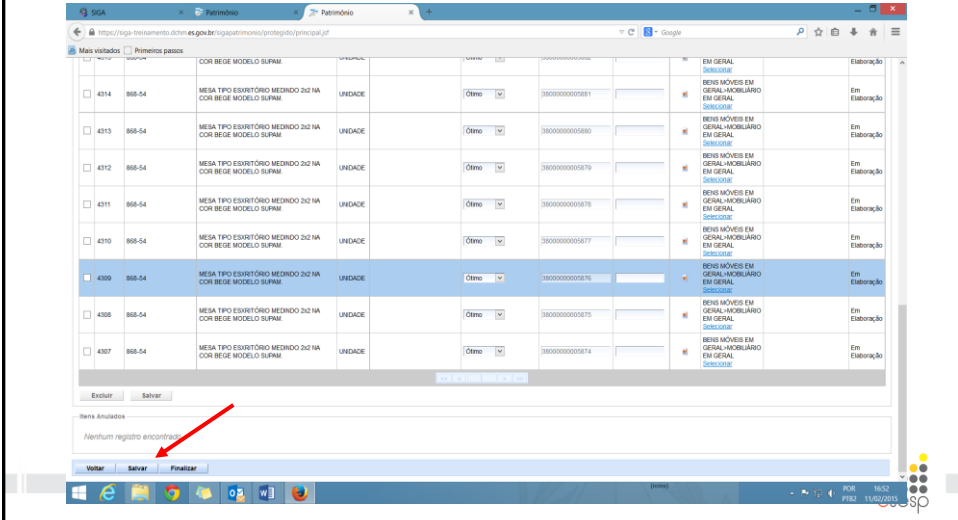 SIGA × Patrimônio × Patrimônio × +
https://siga-treinamento.dchm.es.gov.br/sigapatrimonio/protegido/principal.jsf Google
Mais visitados Primeiros passos
COR BEGE MODELO SUPAM. EM GERAL Elaboração
Selecionar
4314 868-54 MESA TIPO ESXRITÓRIO MEDINDO 2x2 NA COR BEGE MODELO SUPAM. UNIDADE Ótimo 38000000005881 BENS MÓVEIS EM GERAL>MOBILIÁRIO EM GERAL Selecionar Em Elaboração
4313 868-54 MESA TIPO ESXRITÓRIO MEDINDO 2x2 NA COR BEGE MODELO SUPAM. UNIDADE Ótimo 38000000005880 BENS MÓVEIS EM GERAL>MOBILIÁRIO EM GERAL Selecionar Em Elaboração
4312 868-54 MESA TIPO ESXRITÓRIO MEDINDO 2x2 NA COR BEGE MODELO SUPAM. UNIDADE Ótimo 38000000005879 BENS MÓVEIS EM GERAL>MOBILIÁRIO EM GERAL Selecionar Em Elaboração
4311 868-54 MESA TIPO ESXRITÓRIO MEDINDO 2x2 NA COR BEGE MODELO SUPAM. UNIDADE Ótimo 38000000005878 BENS MÓVEIS EM GERAL>MOBILIÁRIO EM GERAL Selecionar Em Elaboração
4310 868-54 MESA TIPO ESXRITÓRIO MEDINDO 2x2 NA COR BEGE MODELO SUPAM. UNIDADE Ótimo 38000000005877 BENS MÓVEIS EM GERAL>MOBILIÁRIO EM GERAL Selecionar Em Elaboração
4309 868-54 MESA TIPO ESXRITÓRIO MEDINDO 2x2 NA COR BEGE MODELO SUPAM. UNIDADE Ótimo 38000000005876 BENS MÓVEIS EM GERAL>MOBILIÁRIO EM GERAL Selecionar Em Elaboração
4308 868-54 MESA TIPO ESXRITÓRIO MEDINDO 2x2 NA COR BEGE MODELO SUPAM. UNIDADE Ótimo 38000000005875 BENS MÓVEIS EM GERAL>MOBILIÁRIO EM GERAL Selecionar Em Elaboração
4307 868-54 MESA TIPO ESXRITÓRIO MEDINDO 2x2 NA COR BEGE MODELO SUPAM. UNIDADE Ótimo 38000000005874 BENS MÓVEIS EM GERAL>MOBILIÁRIO EM GERAL Selecionar Em Elaboração
Excluir Salvar
Itens Anulados
Nenhum registro encontrado
Voltar Salvar Finalizar
POR 16:52
PTB2 11/02/2015
esesp